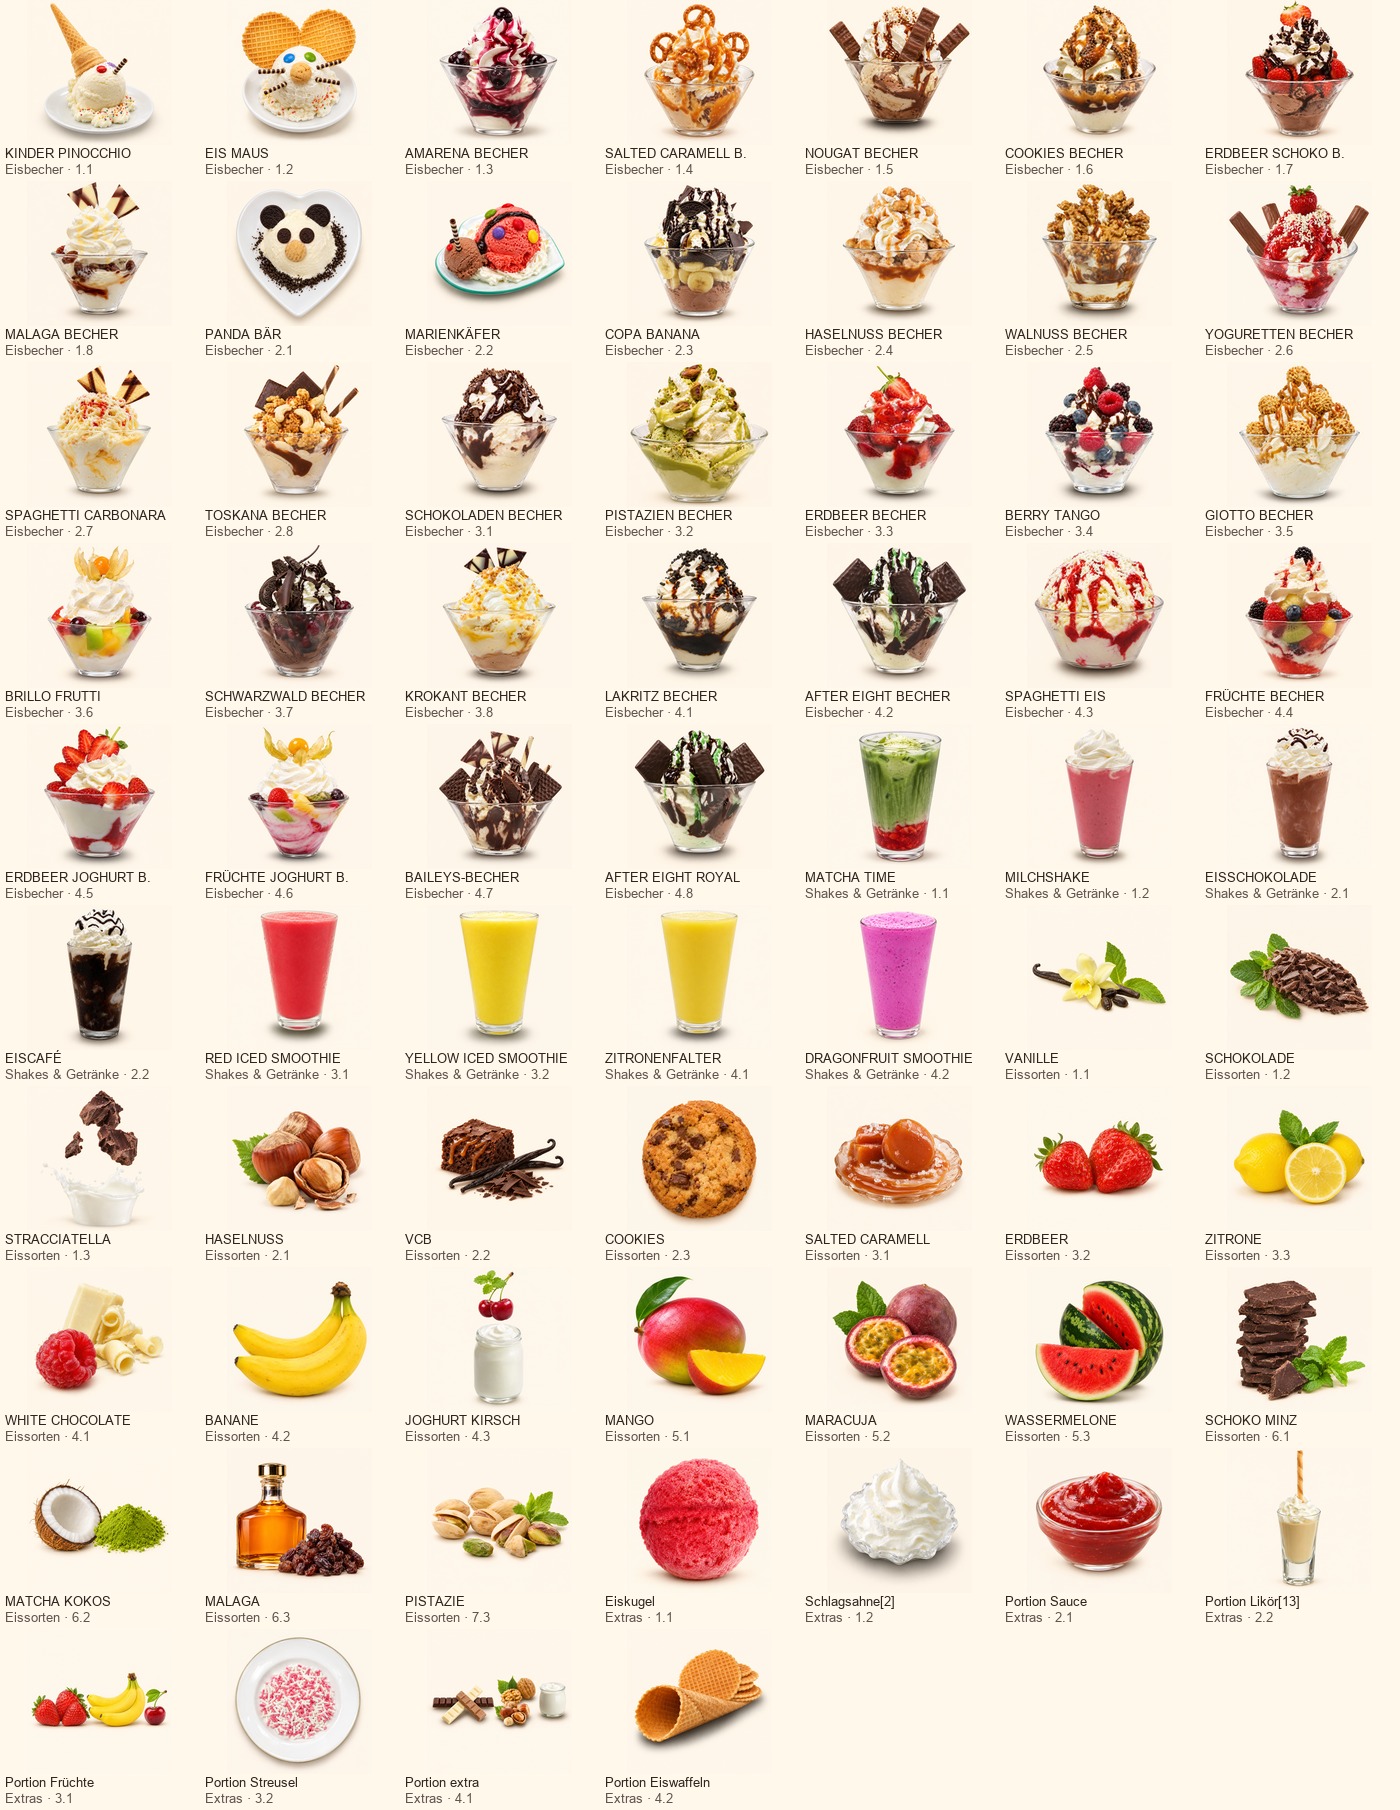 KINDER PINOCCHIO
Eisbecher · 1.1
EIS MAUS
Eisbecher · 1.2
AMARENA BECHER
Eisbecher · 1.3
SALTED CARAMELL B.
Eisbecher · 1.4
NOUGAT BECHER
Eisbecher · 1.5
COOKIES BECHER
Eisbecher · 1.6
ERDBEER SCHOKO B.
Eisbecher · 1.7
MALAGA BECHER
Eisbecher · 1.8
PANDA BÄR
Eisbecher · 2.1
MARIENKÄFER
Eisbecher · 2.2
COPA BANANA
Eisbecher · 2.3
HASELNUSS BECHER
Eisbecher · 2.4
WALNUSS BECHER
Eisbecher · 2.5
YOGURETTEN BECHER
Eisbecher · 2.6
SPAGHETTI CARBONARA
Eisbecher · 2.7
TOSKANA BECHER
Eisbecher · 2.8
SCHOKOLADEN BECHER
Eisbecher · 3.1
PISTAZIEN BECHER
Eisbecher · 3.2
ERDBEER BECHER
Eisbecher · 3.3
BERRY TANGO
Eisbecher · 3.4
GIOTTO BECHER
Eisbecher · 3.5
BRILLO FRUTTI
Eisbecher · 3.6
SCHWARZWALD BECHER
Eisbecher · 3.7
KROKANT BECHER
Eisbecher · 3.8
LAKRITZ BECHER
Eisbecher · 4.1
AFTER EIGHT BECHER
Eisbecher · 4.2
SPAGHETTI EIS
Eisbecher · 4.3
FRÜCHTE BECHER
Eisbecher · 4.4
ERDBEER JOGHURT B.
Eisbecher · 4.5
FRÜCHTE JOGHURT B.
Eisbecher · 4.6
BAILEYS-BECHER
Eisbecher · 4.7
AFTER EIGHT ROYAL
Eisbecher · 4.8
MATCHA TIME
Shakes & Getränke · 1.1
MILCHSHAKE
Shakes & Getränke · 1.2
EISSCHOKOLADE
Shakes & Getränke · 2.1
EISCAFÉ
Shakes & Getränke · 2.2
RED ICED SMOOTHIE
Shakes & Getränke · 3.1
YELLOW ICED SMOOTHIE
Shakes & Getränke · 3.2
ZITRONENFALTER
Shakes & Getränke · 4.1
DRAGONFRUIT SMOOTHIE
Shakes & Getränke · 4.2
VANILLE
Eissorten · 1.1
SCHOKOLADE
Eissorten · 1.2
STRACCIATELLA
Eissorten · 1.3
HASELNUSS
Eissorten · 2.1
VCB
Eissorten · 2.2
COOKIES
Eissorten · 2.3
SALTED CARAMELL
Eissorten · 3.1
ERDBEER
Eissorten · 3.2
ZITRONE
Eissorten · 3.3
WHITE CHOCOLATE
Eissorten · 4.1
BANANE
Eissorten · 4.2
JOGHURT KIRSCH
Eissorten · 4.3
MANGO
Eissorten · 5.1
MARACUJA
Eissorten · 5.2
WASSERMELONE
Eissorten · 5.3
SCHOKO MINZ
Eissorten · 6.1
MATCHA KOKOS
Eissorten · 6.2
MALAGA
Eissorten · 6.3
PISTAZIE
Eissorten · 7.3
Eiskugel
Extras · 1.1
Schlagsahne[2]
Extras · 1.2
Portion Sauce
Extras · 2.1
Portion Likör[13]
Extras · 2.2
Portion Früchte
Extras · 3.1
Portion Streusel
Extras · 3.2
Portion extra
Extras · 4.1
Portion Eiswaffeln
Extras · 4.2